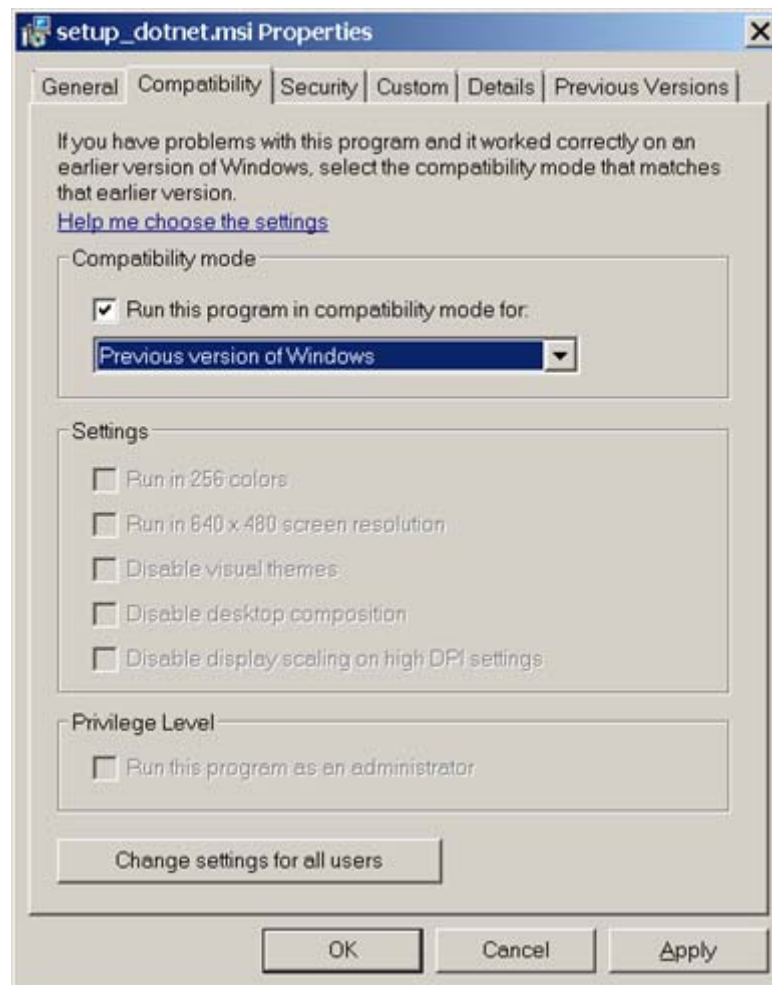 setup_dotnet.msi Properties
General Compatibility Security Custom Details Previous Versions
If you have problems with this program and it worked correctly on an
earlier version of Windows, select the compatibility mode that matches
that earlier version.
Help me choose the settings
Compatibility mode
Run this program in compatibility mode for:
Previous version of Windows
Settings
Run in 256 colors
Run in 640 x 480 screen resolution
Disable visual themes
Disable desktop composition
Disable display scaling on high DPI settings
Privilege Level
Run this program as an administrator
Change settings for all users
OK Cancel Apply